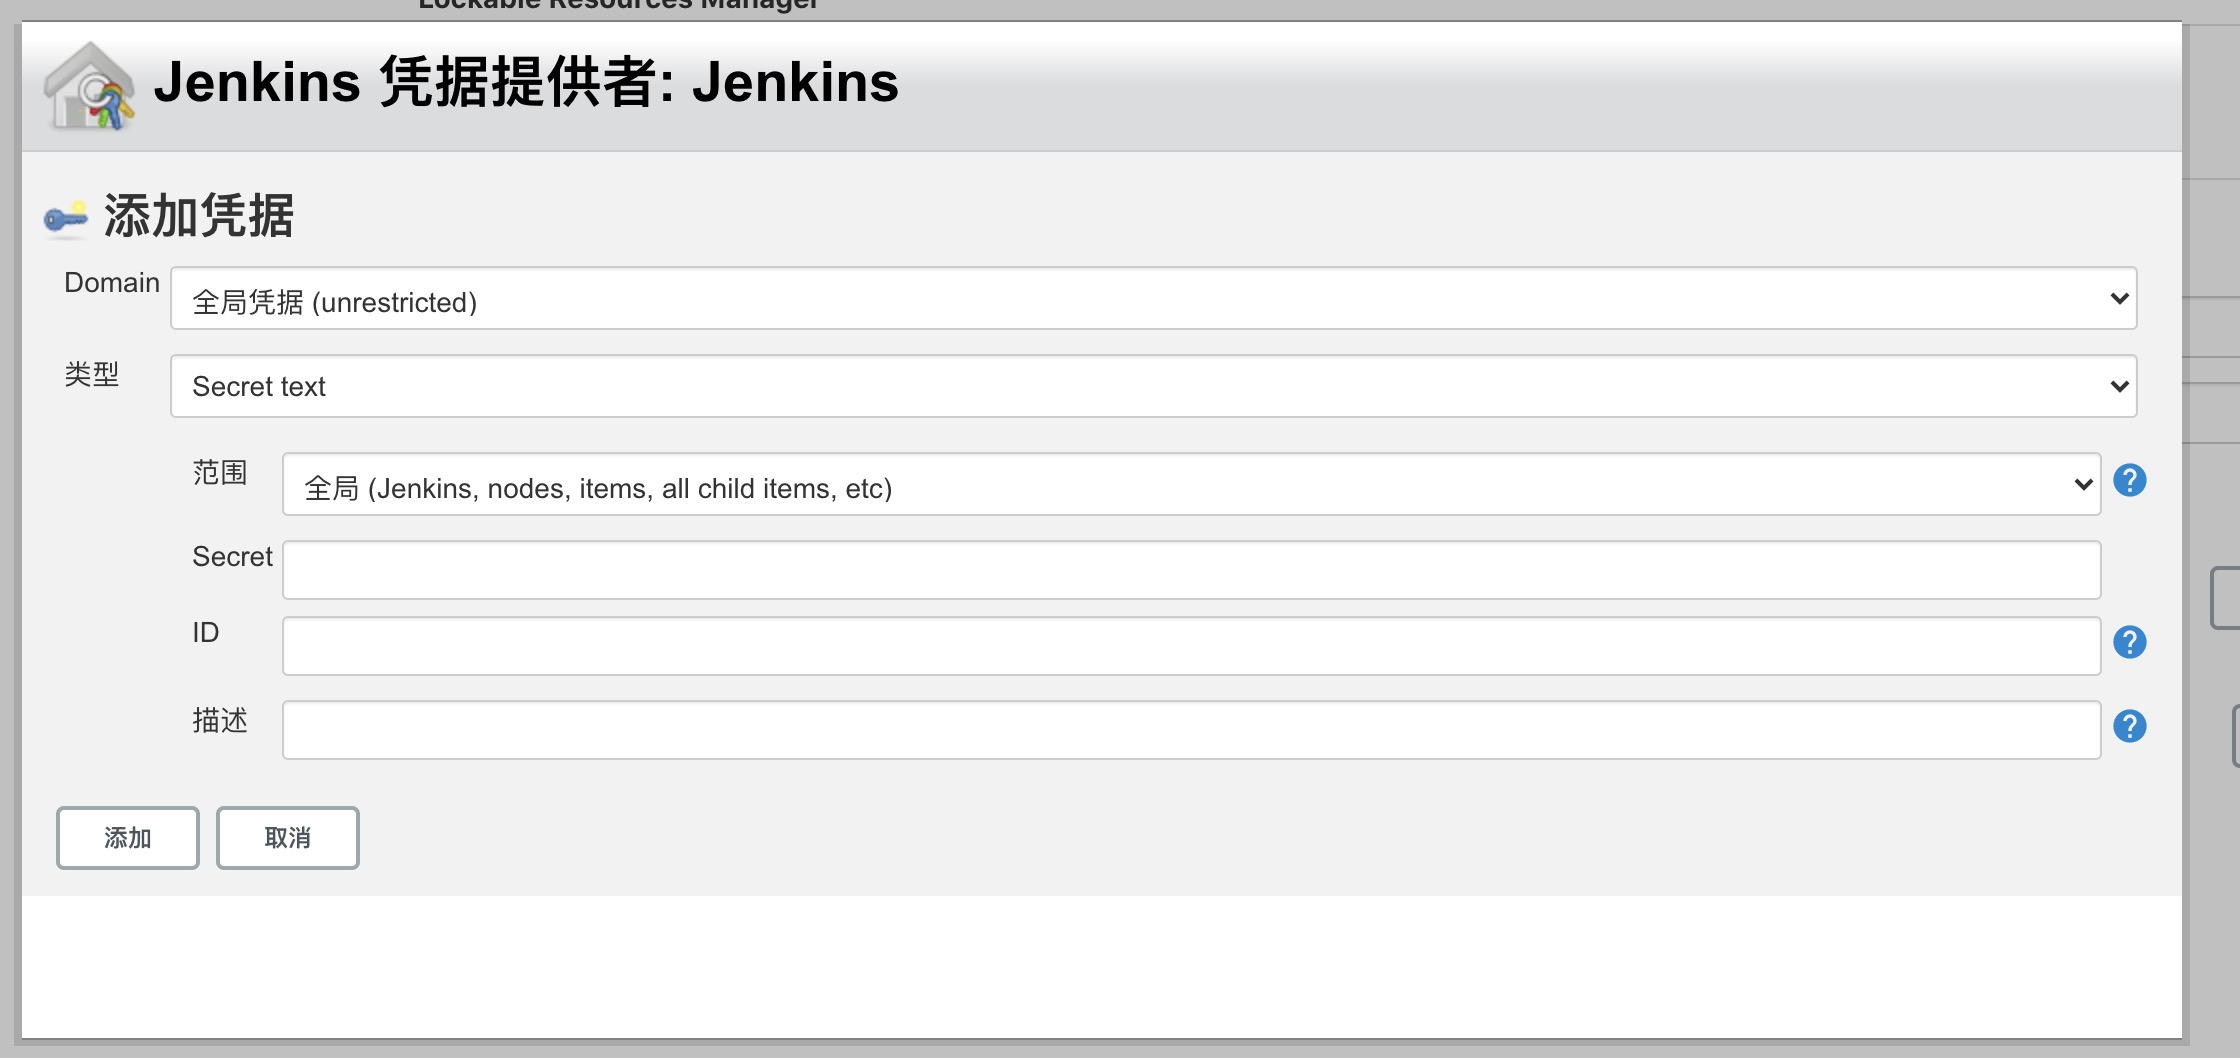 Lockable Resources Manager
Jenkins 凭据提供者: Jenkins
添加凭据
Domain
全局凭据 (unrestricted)
类型
Secret text
范围
全局 (Jenkins, nodes, items, all child items, etc)
Secret
ID
描述
添加
取消